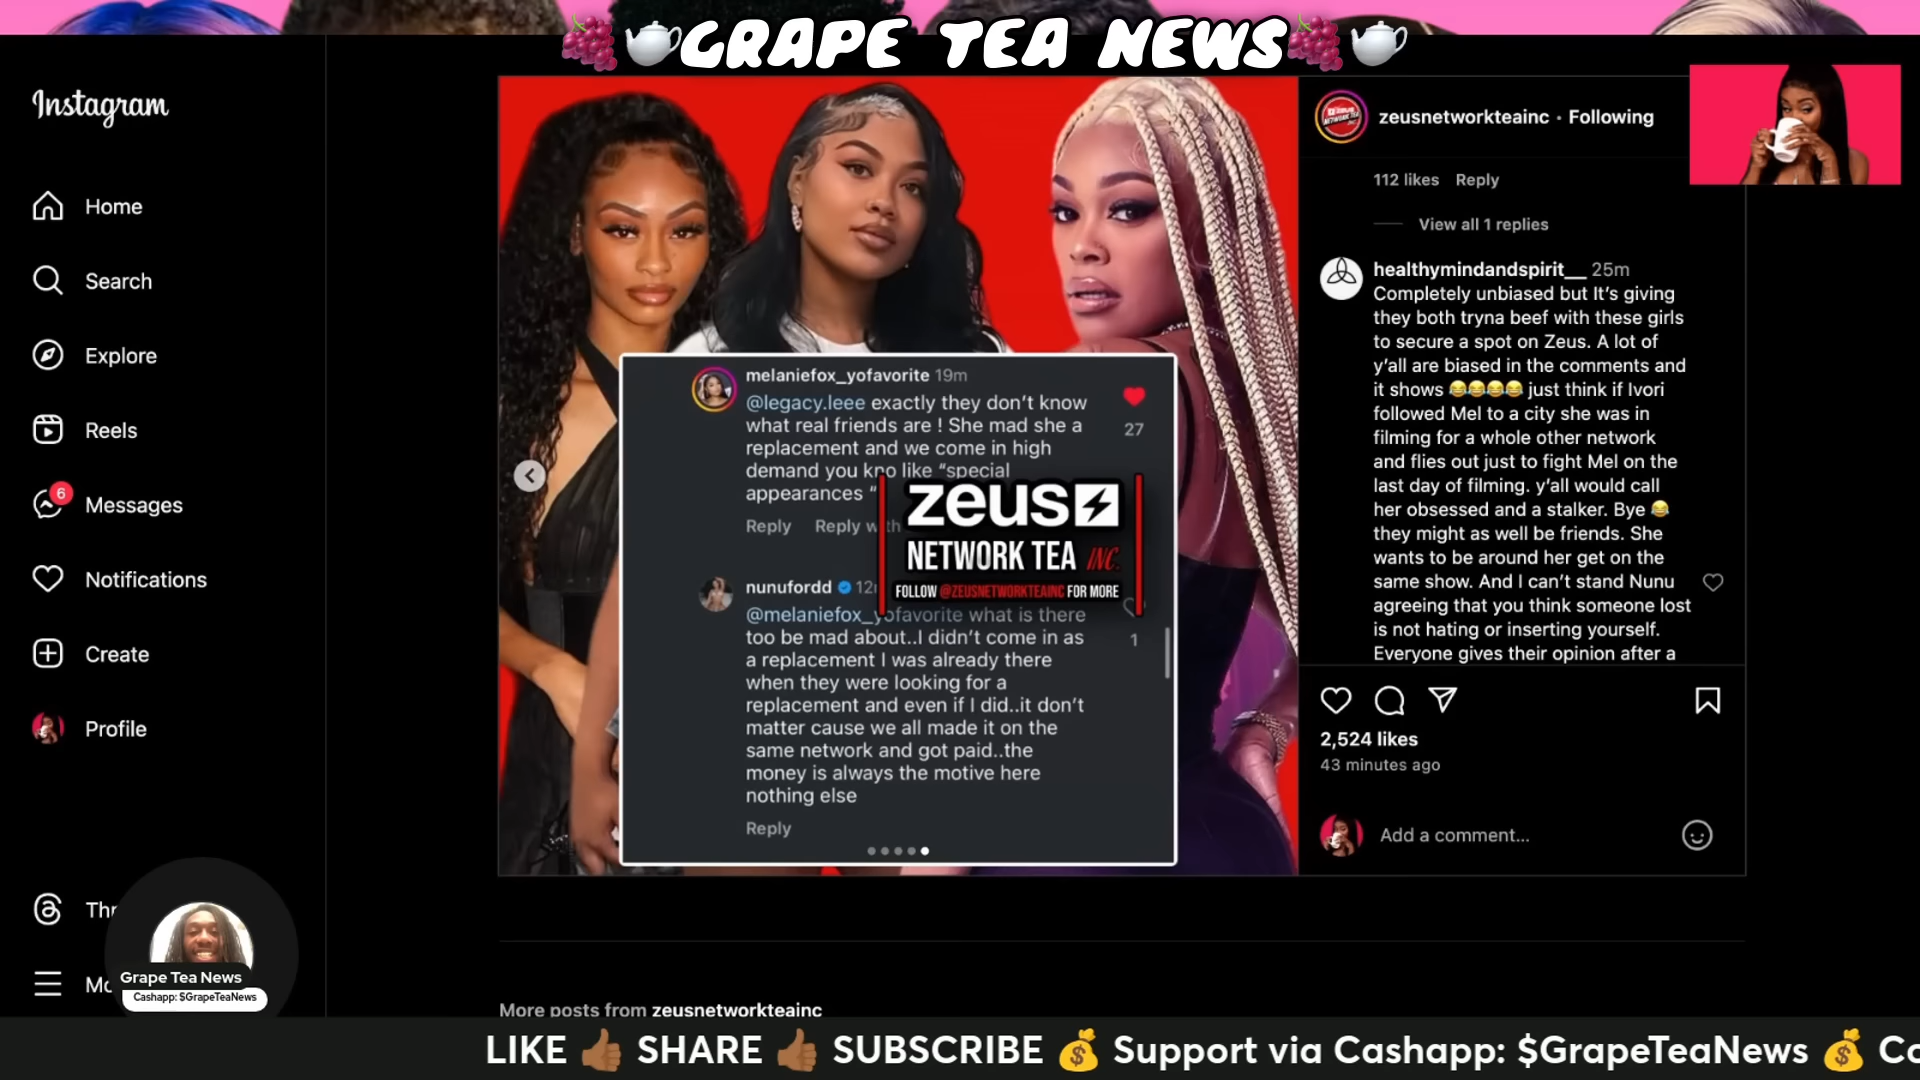 GRAPE TEA NEWS
Instagram
Home
Search
Explore
Reels
6
Messages
Notifications
Create
Profile
Thr
Mo
Grape Tea News
Cashapp: $GrapeTeaNews
melaniefox_yofavorite 19m
@legacy.leee exactly they don’t know
what real friends are ! She mad she a
replacement and we come in high
demand you kno like “special
appearances “
27
Reply
zeus
NETWORK TEA INC.
FOLLOW @ZEUSNETWORKTEAINC FOR MORE
nunufordd
@melaniefox_yofavorite what is there
too be mad about..I didn’t come in as
a replacement I was already there
when they were looking for a
replacement and even if I did..it don’t
matter cause we all made it on the
same network and got paid..the
money is always the motive here
nothing else
1
Reply
zeusnetworkteainc • Following
112 likes Reply
View all 1 replies
healthymindandspirit__ 25m
Completely unbiased but It’s giving
they both tryna beef with these girls
to secure a spot on Zeus. A lot of
y’all are biased in the comments and
it shows 😂😂😂😂 just think if Ivori
followed Mel to a city she was in
filming for a whole other network
and flies out just to fight Mel on the
last day of filming. y’all would call
her obsessed and a stalker. Bye 😂
they might as well be friends. She
wants to be around her get on the
same show. And I can’t stand Nunu
agreeing that you think someone lost
is not hating or inserting yourself.
Everyone gives their opinion after a
2,524 likes
43 minutes ago
Add a comment...
More posts from zeusnetworkteainc
LIKE 👍🏾 SHARE 👍🏾 SUBSCRIBE 💰 Support via Cashapp: $GrapeTeaNews 💰 Co